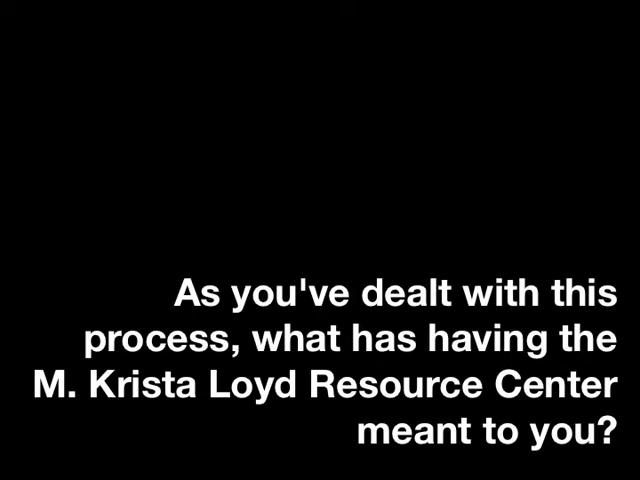 As you've dealt with this
process, what has having the
M. Krista Loyd Resource Center
meant to you?